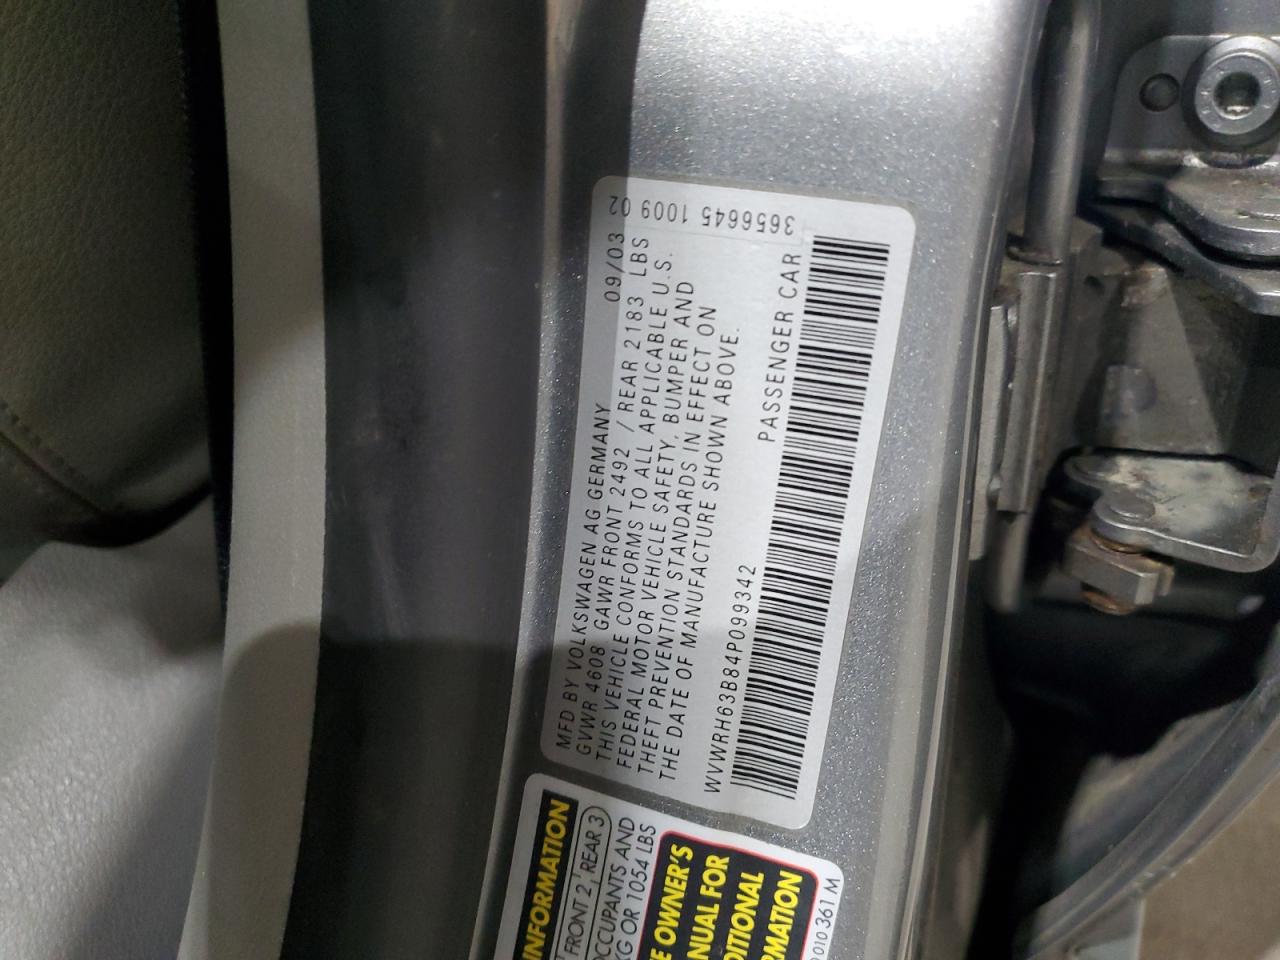 3656645 1009 02
MFD BY VOLKSWAGEN AG GERMANY 09/03
GVWR 4608 GAWR FRONT 2492 / REAR 2183 LBS
THIS VEHICLE CONFORMS TO ALL APPLICABLE U.S.
FEDERAL MOTOR VEHICLE SAFETY, BUMPER AND
THEFT PREVENTION STANDARDS IN EFFECT ON
THE DATE OF MANUFACTURE SHOWN ABOVE.
WVWRH63B84P099342 PASSENGER CAR
INFORMATION
FRONT 2 REAR 3
OCCUPANTS AND
KG OR 1054 LBS
OWNER'S
FOR
361 M